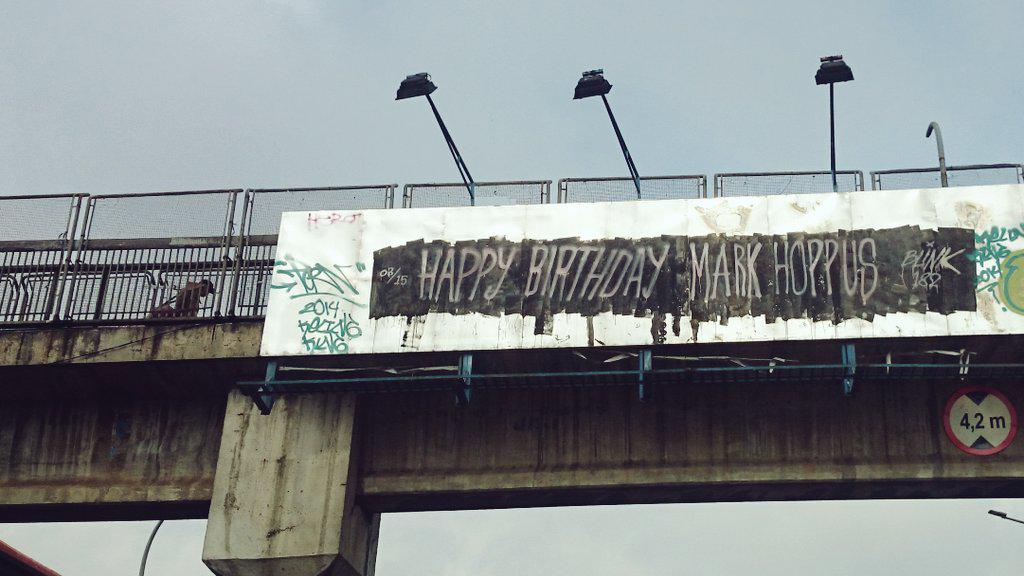 HAPPY BIRTHDAY MARK HOPPUS
08/15
BLINK
182
2014
4,2 m